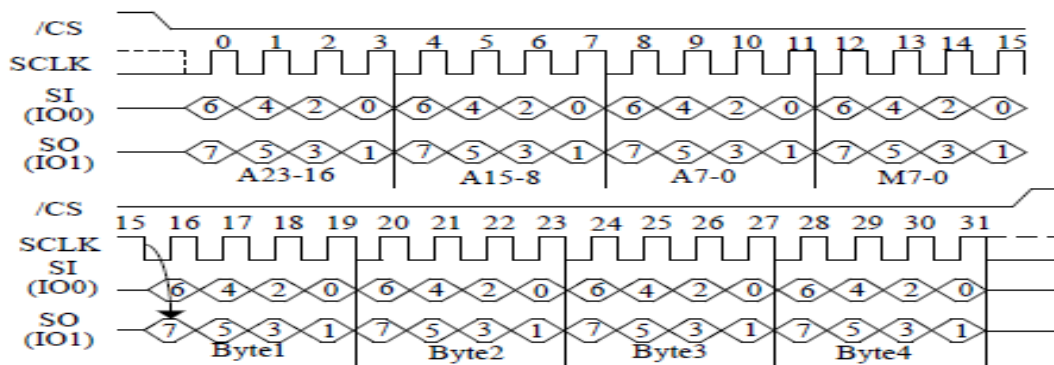 /CS
0 1 2 3 4 5 6 7 8 9 10 11 12 13 14 15
SCLK
SI
(IO0)
6 4 2 0 6 4 2 0 6 4 2 0 6 4 2 0
SO
(IO1)
7 5 3 1 7 5 3 1 7 5 3 1 7 5 3 1
A23-16 A15-8 A7-0 M7-0
/CS
15 16 17 18 19 20 21 22 23 24 25 26 27 28 29 30 31
SCLK
SI
(IO0)
6 4 2 0 6 4 2 0 6 4 2 0 6 4 2 0
SO
(IO1)
7 5 3 1 7 5 3 1 7 5 3 1 7 5 3 1
Byte1 Byte2 Byte3 Byte4